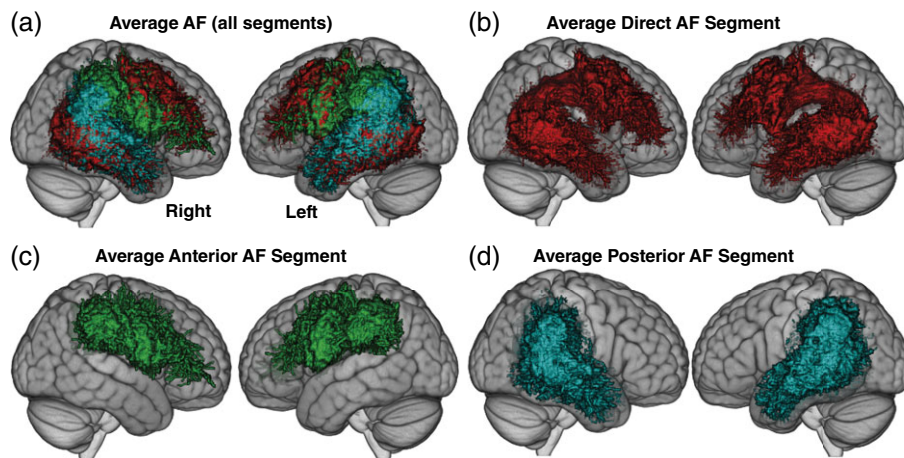 (a) Average AF (all segments)
(b) Average Direct AF Segment
Right Left
(c) Average Anterior AF Segment
(d) Average Posterior AF Segment